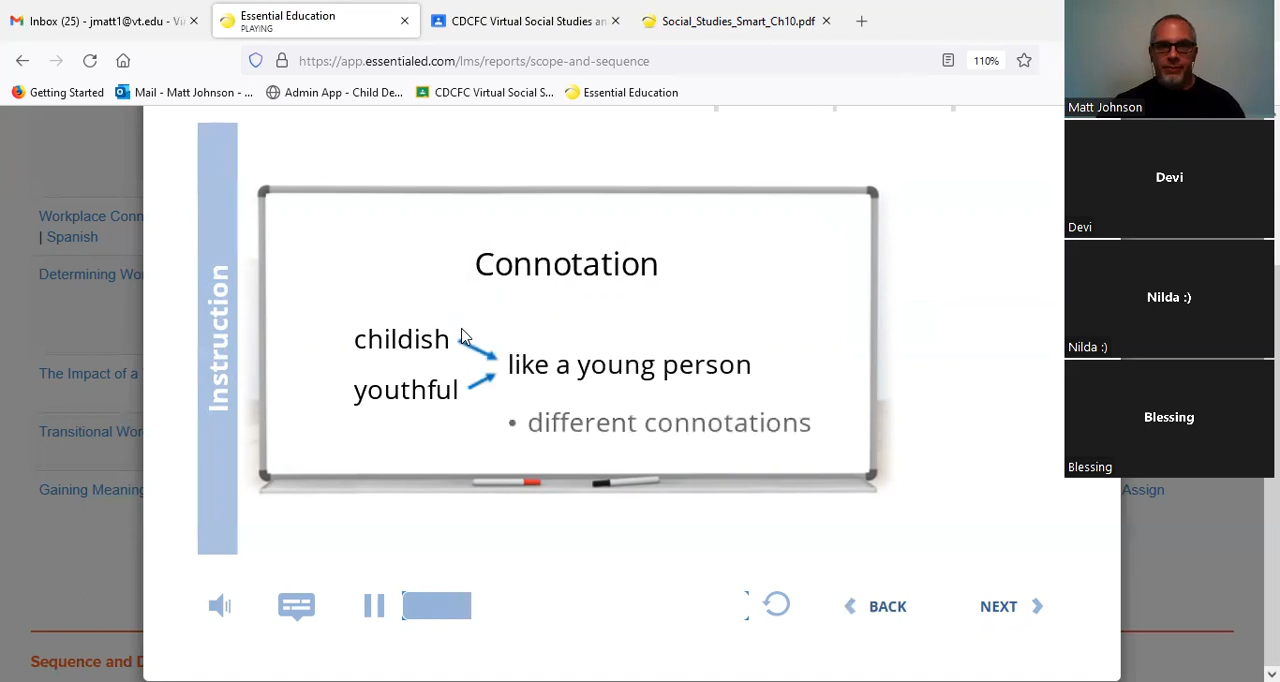 Inbox (25) - jmatt1@vt.edu - Vi
Essential Education
PLAYING
CDCFC Virtual Social Studies an
Social_Studies_Smart_Ch10.pdf
https://app.essentialed.com/lms/reports/scope-and-sequence
110%
Getting Started
Mail - Matt Johnson - ...
Admin App - Child De...
CDCFC Virtual Social S...
Essential Education
Matt Johnson
Devi
Devi
Nilda :)
Nilda :)
Blessing
Blessing
Workplace Conn
| Spanish
Determining Wo
The Impact of a
Transitional Wor
Gaining Meaning
Assign
Sequence and D
Instruction
Connotation
childish
youthful
like a young person
• different connotations
BACK
NEXT